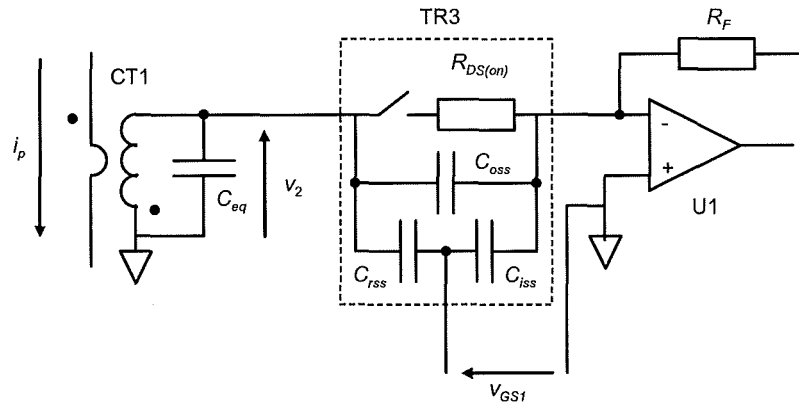 TR3
R_F
CT1
R_DS(on)
i_p
-
C_oss
+
C_eq
v_2
U1
C_rss
C_iss
v_GS1